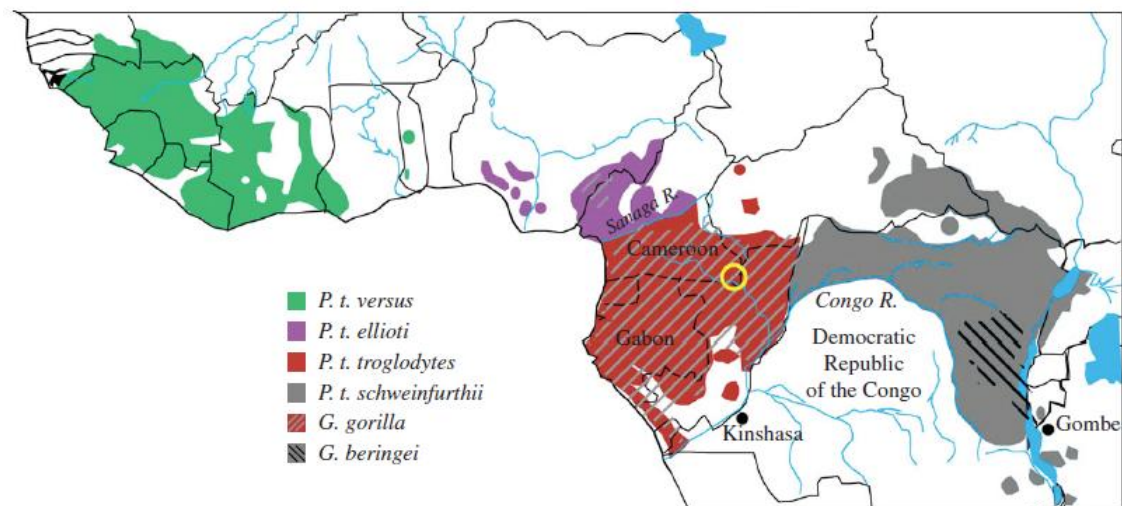 Sanaga R.
Cameroon
Gabon
Congo R.
Democratic
Republic
of the Congo
Kinshasa
Gombe
P. t. versus
P. t. ellioti
P. t. troglodytes
P. t. schweinfurthii
G. gorilla
G. beringei